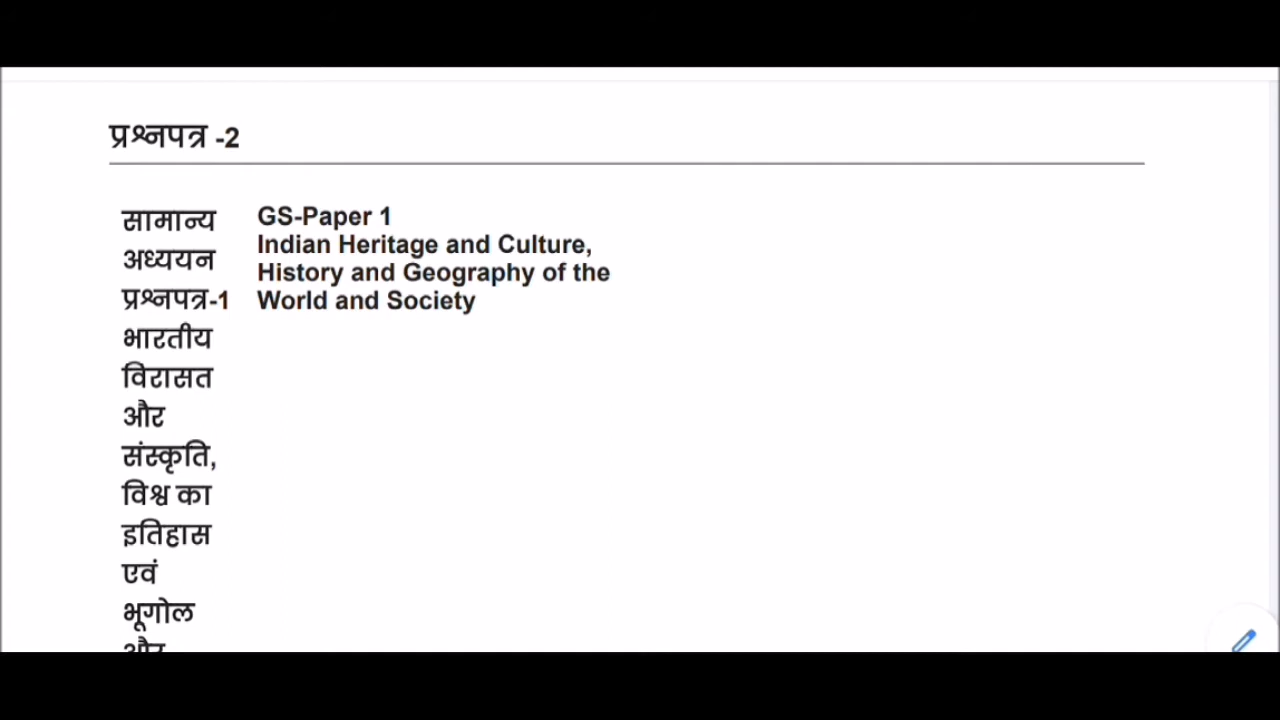 प्रश्नपत्र -2
सामान्य
अध्ययन
प्रश्नपत्र-1
भारतीय
विरासत
और
संस्कृति,
विश्व का
इतिहास
एवं
भूगोल
और
GS-Paper 1
Indian Heritage and Culture,
History and Geography of the
World and Society